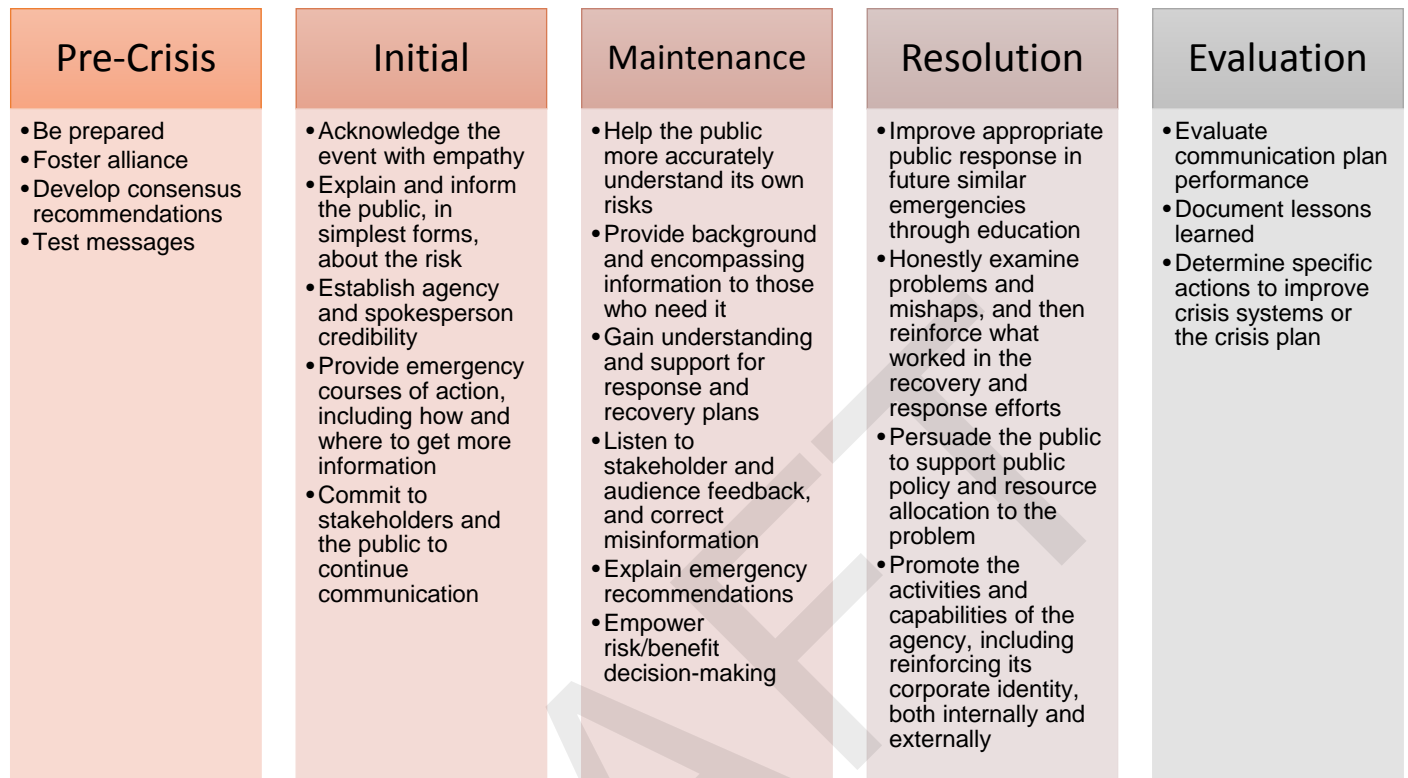 Pre-Crisis
•Be prepared
•Foster alliance
•Develop consensus
recommendations
•Test messages
Initial
•Acknowledge the
event with empathy
•Explain and inform
the public, in
simplest forms,
about the risk
•Establish agency
and spokesperson
credibility
•Provide emergency
courses of action,
including how and
where to get more
information
•Commit to
stakeholders and
the public to
continue
communication
Maintenance
•Help the public
more accurately
understand its own
risks
•Provide background
and encompassing
information to those
who need it
•Gain understanding
and support for
response and
recovery plans
•Listen to
stakeholder and
audience feedback,
and correct
misinformation
•Explain emergency
recommendations
•Empower
risk/benefit
decision-making
Resolution
•Improve appropriate
public response in
future similar
emergencies
through education
•Honestly examine
problems and
mishaps, and then
reinforce what
worked in the
recovery and
response efforts
•Persuade the public
to support public
policy and resource
allocation to the
problem
•Promote the
activities and
capabilities of the
agency, including
reinforcing its
corporate identity,
both internally and
externally
Evaluation
•Evaluate
communication plan
performance
•Document lessons
learned
•Determine specific
actions to improve
crisis systems or
the crisis plan
AFT